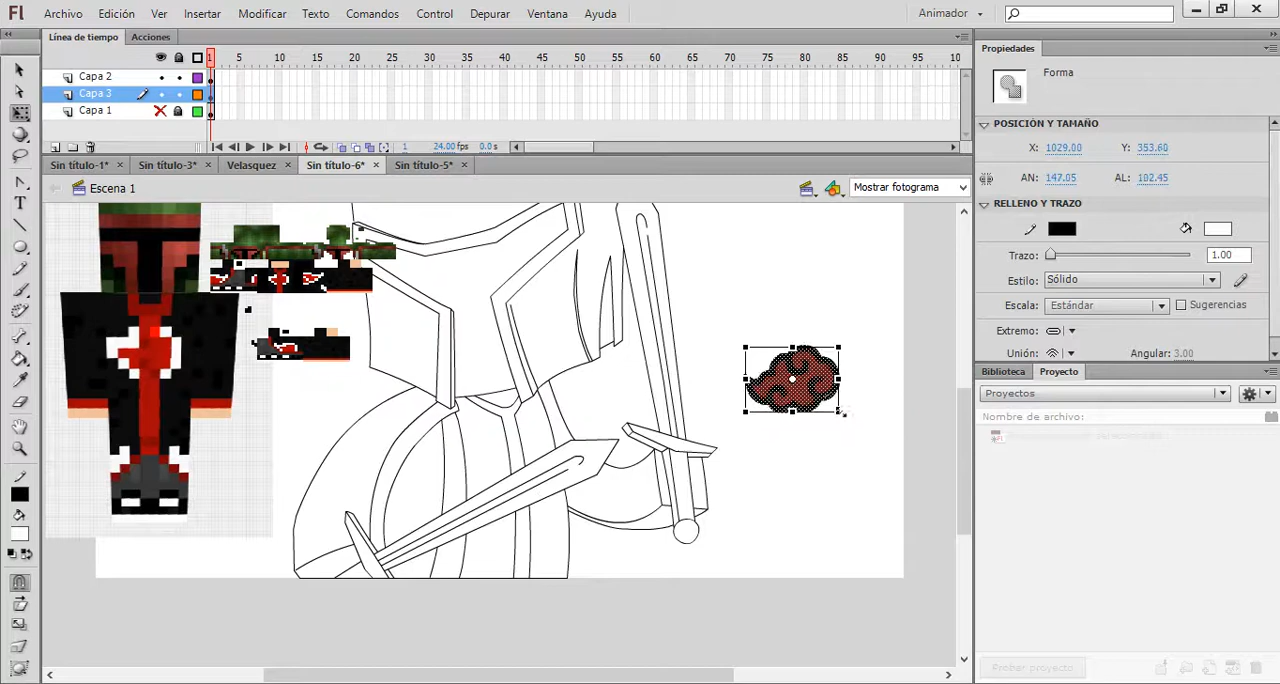 Fl Archivo Edición Ver Insertar Modificar Texto Comandos Control Depurar Ventana Ayuda Animador
Línea de tiempo Acciones
1 5 10 15 20 25 30 35 40 45 50 55 60 65 70 75 80 85 90 95 10
Capa 2
Capa 3
Capa 1
1 24.00 fps 0.0 s
Sin título-1* × Sin título-3* × Velasquez × Sin título-6* × Sin título-5* ×
Escena 1 Mostrar fotograma
Propiedades
Forma
POSICIÓN Y TAMAÑO
X: 1029.00 Y: 353.60
AN: 147.05 AL: 102.45
RELLENO Y TRAZO
Trazo: 1.00
Estilo: Sólido
Escala: Estándar Sugerencias
Extremo:
Unión: Angular: 3.00
Biblioteca Proyecto
Proyectos
Nombre de archivo:
Probar proyecto